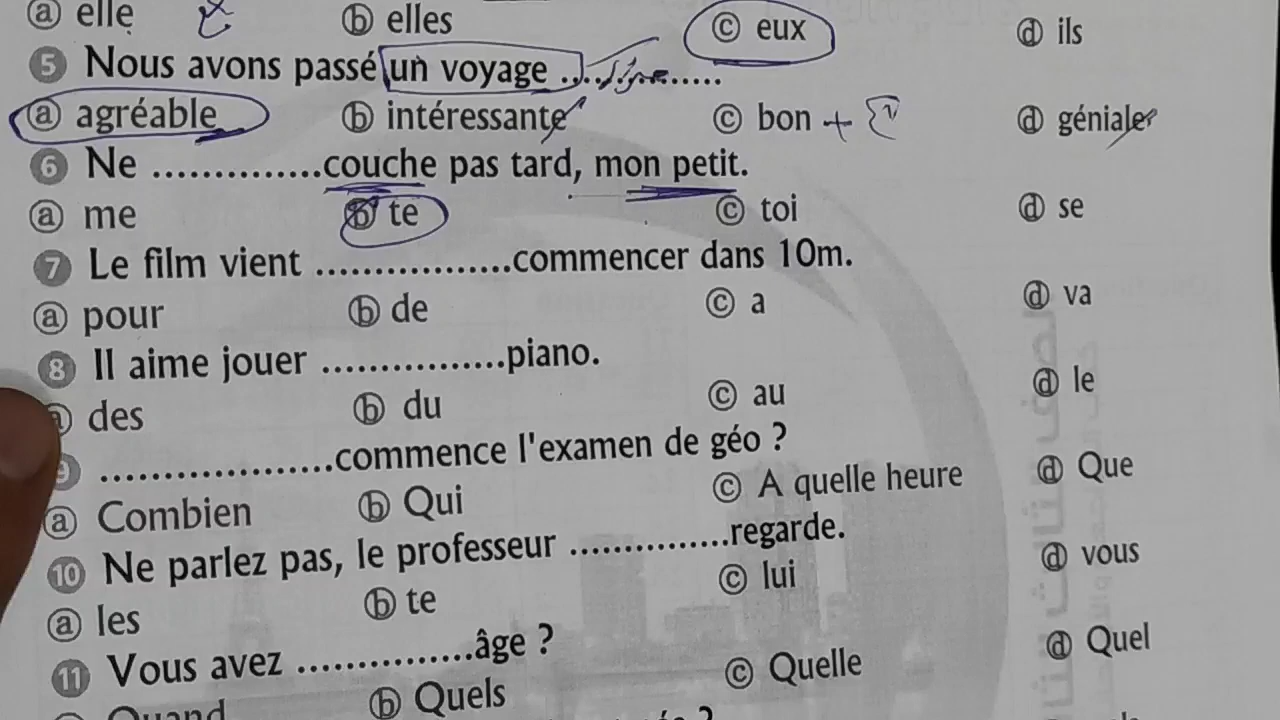 ⓐ elle ⓑ elles ⓒ eux ⓓ ils
5 Nous avons passé un voyage ..................
ⓐ agréable ⓑ intéressante ⓒ bon + ⓓ géniale
6 Ne ..............couche pas tard, mon petit.
ⓐ me ⓑ te ⓒ toi ⓓ se
7 Le film vient .................commencer dans 10m.
ⓐ pour ⓑ de ⓒ a ⓓ va
8 Il aime jouer ................piano.
ⓐ des ⓑ du ⓒ au ⓓ le
9 ....................commence l'examen de géo ?
ⓐ Combien ⓑ Qui ⓒ A quelle heure ⓓ Que
10 Ne parlez pas, le professeur ..............regarde.
ⓐ les ⓑ te ⓒ lui ⓓ vous
11 Vous avez ................âge ?
Quand ⓑ Quels ⓒ Quelle ⓓ Quel